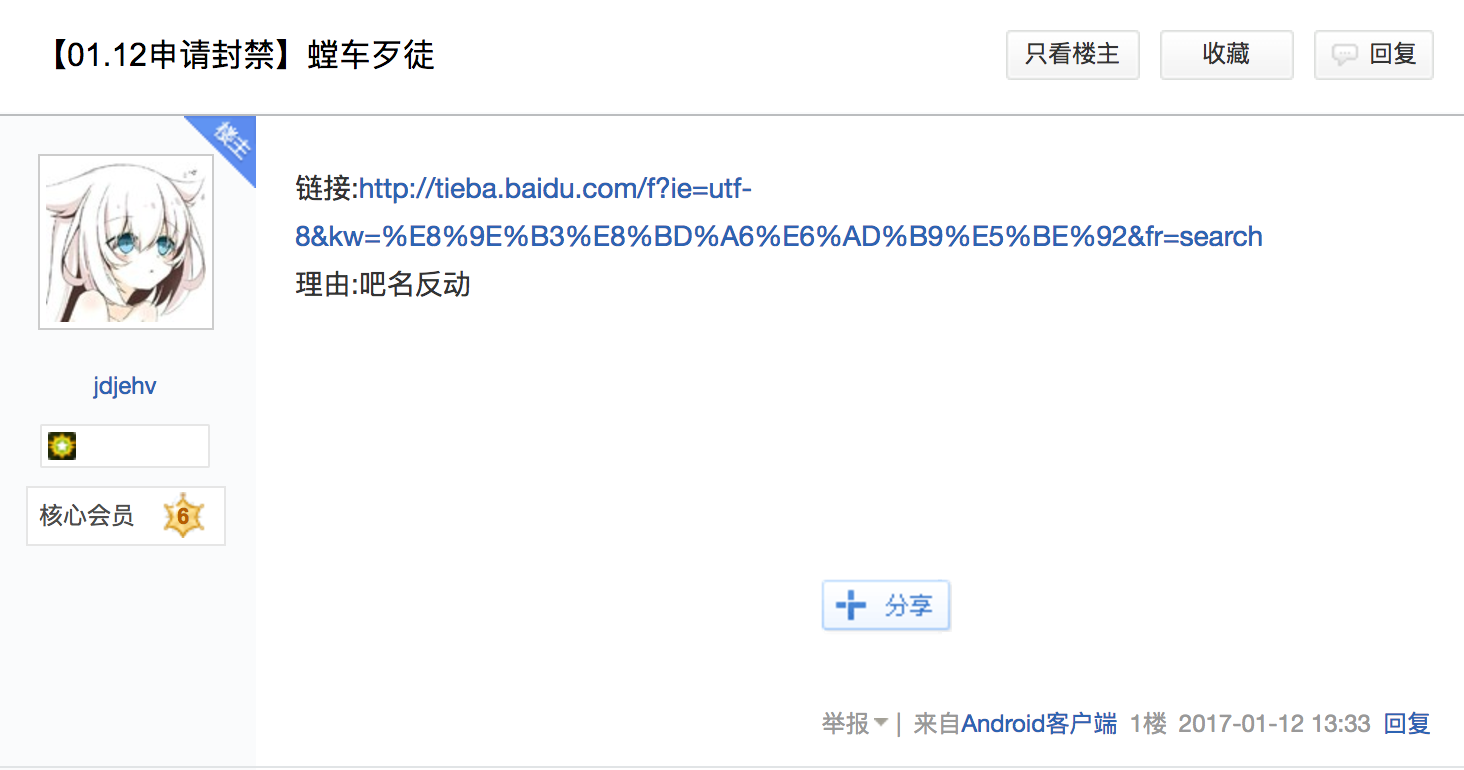 【01.12申请封禁】螳车歹徒
只看楼主
收藏
回复
楼主
链接:http://tieba.baidu.com/f?ie=utf-
8&kw=%E8%9E%B3%E8%BD%A6%E6%AD%B9%E5%BE%92&fr=search
理由:吧名反动
jdjehv
核心会员 6
分享
举报 | 来自Android客户端 1楼 2017-01-12 13:33 回复